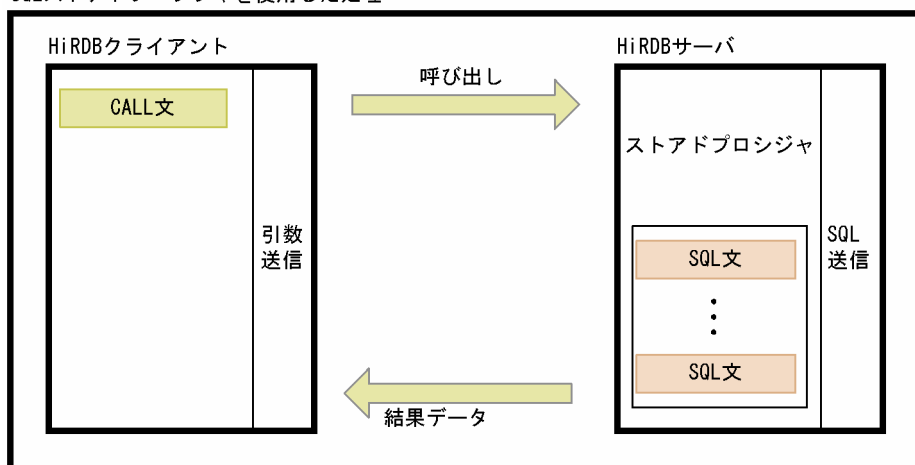 HiRDBクライアント
HiRDBサーバ
CALL文
呼び出し
ストアドプロシジャ
引数
送信
SQL文
SQL
送信
SQL文
結果データ